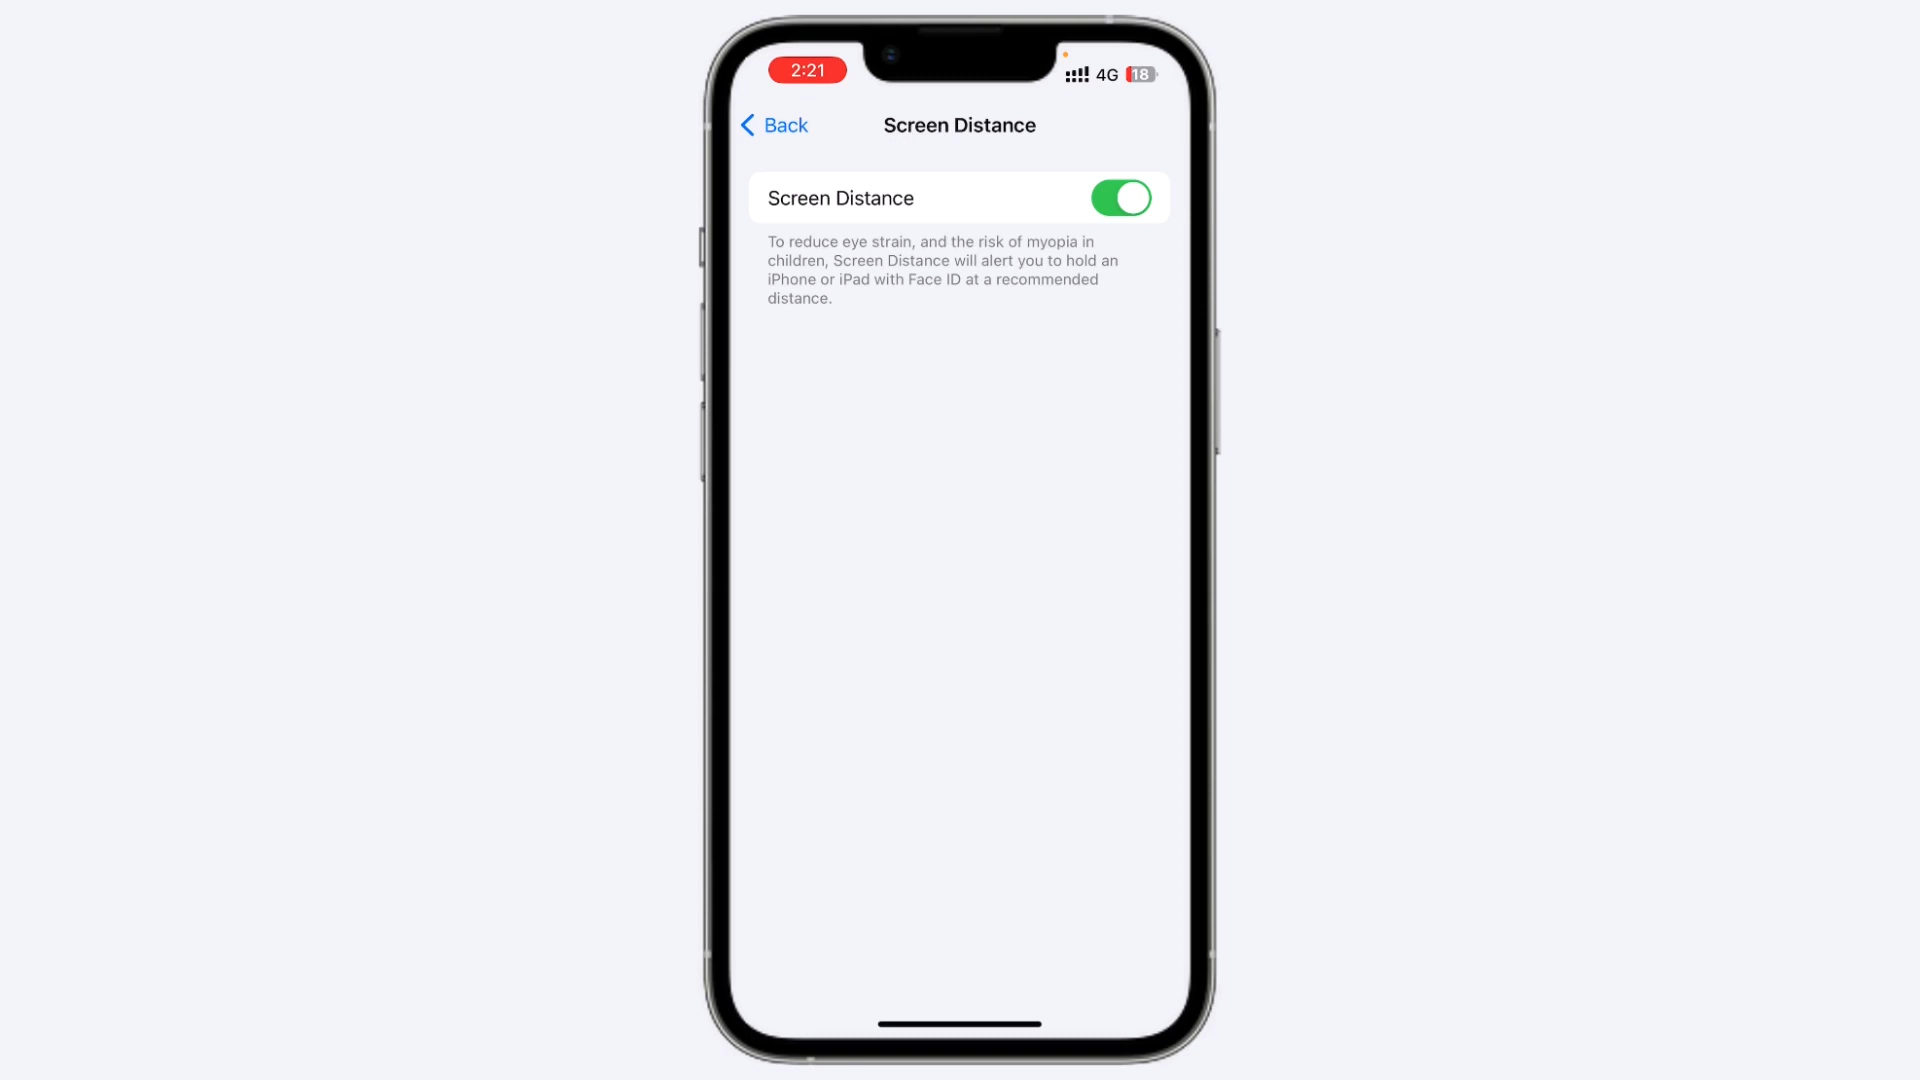 2:21
4G 18
Back
Screen Distance
Screen Distance
To reduce eye strain, and the risk of myopia in
children, Screen Distance will alert you to hold an
iPhone or iPad with Face ID at a recommended
distance.